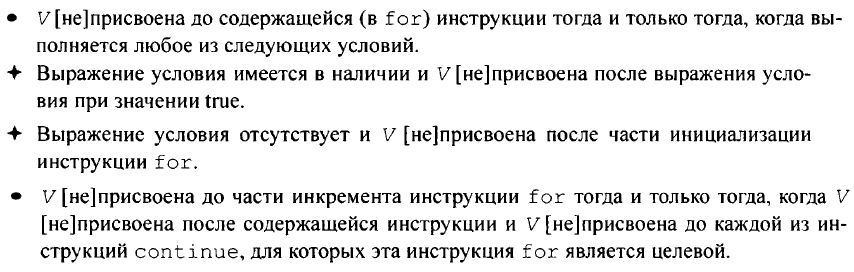 • V [не]присвоена до содержащейся (в for) инструкции тогда и только тогда, когда вы-
полняется любое из следующих условий.
✦ Выражение условия имеется в наличии и V [не]присвоена после выражения усло-
вия при значении true.
✦ Выражение условия отсутствует и V [не]присвоена после части инициализации
инструкции for.
• V [не]присвоена до части инкремента инструкции for тогда и только тогда, когда V
[не]присвоена после содержащейся инструкции и V [не]присвоена до каждой из ин-
струкций continue, для которых эта инструкция for является целевой.